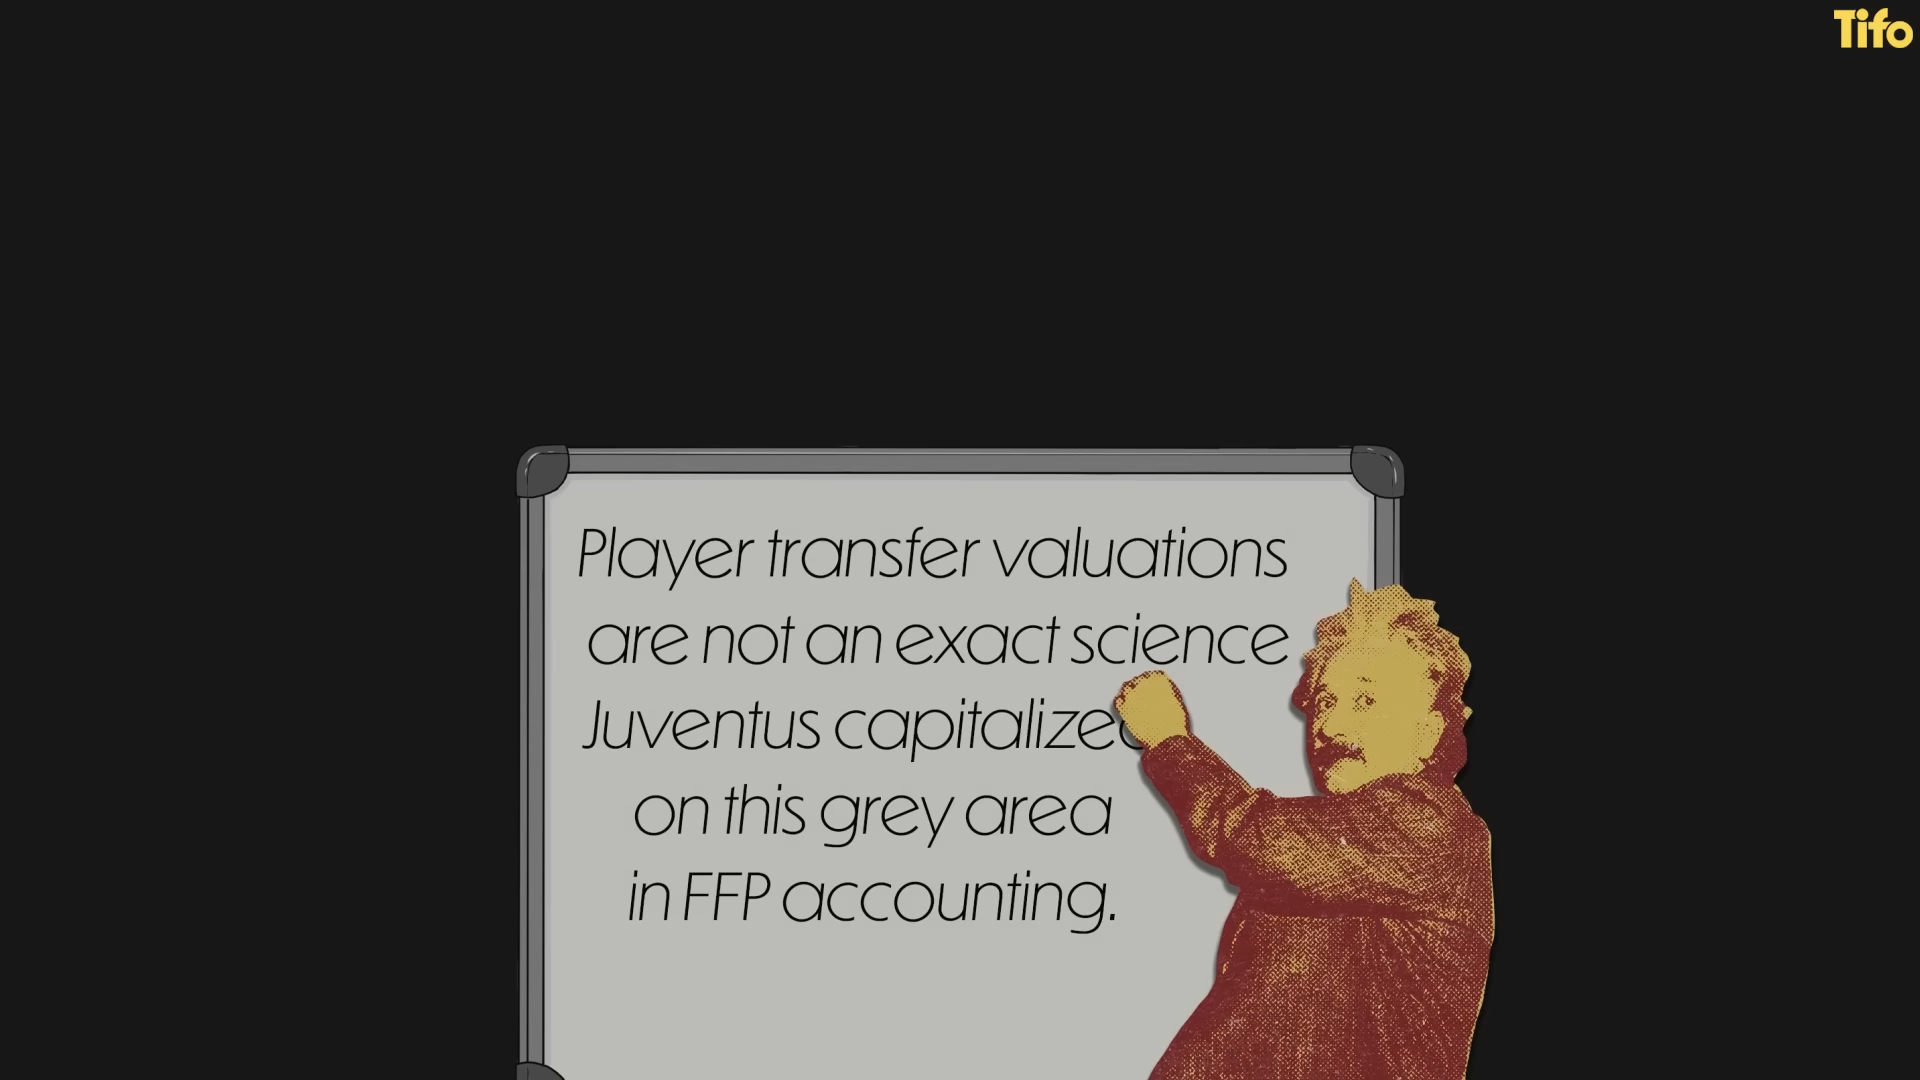 Tifo
Player transfer valuations
are not an exact science
Juventus capitalized
on this grey area
in FFP accounting.